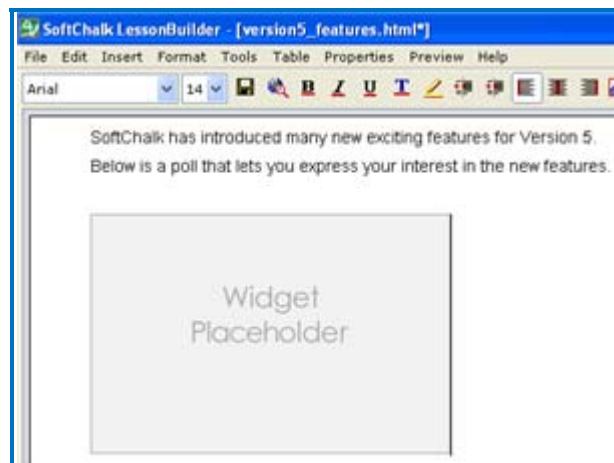 SoftChalk LessonBuilder - [version5_features.html*]
File Edit Insert Format Tools Table Properties Preview Help
Arial 14 B I U T
SoftChalk has introduced many new exciting features for Version 5.
Below is a poll that lets you express your interest in the new features.
Widget
Placeholder